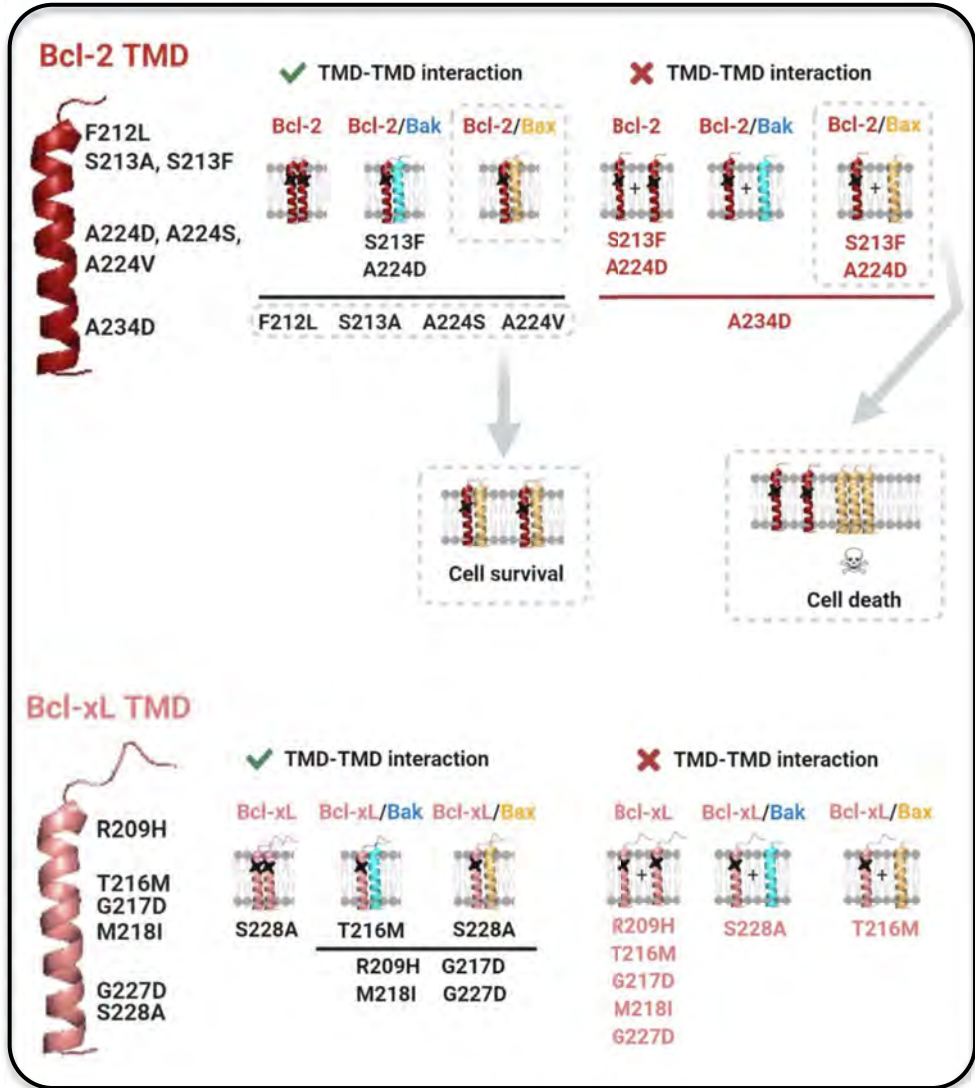 Bcl-2 TMD
✓ TMD-TMD interaction
✗ TMD-TMD interaction
F212L
S213A, S213F
A224D, A224S,
A224V
A234D
Bcl-2 Bcl-2/Bak Bcl-2/Bax
S213F
A224D
F212L S213A A224S A224V
Bcl-2 Bcl-2/Bak Bcl-2/Bax
+ + +
S213F S213F
A224D A224D
A234D
Cell survival
Cell death
Bcl-xL TMD
✓ TMD-TMD interaction
✗ TMD-TMD interaction
R209H
T216M
G217D
M218I
G227D
S228A
Bcl-xL Bcl-xL/Bak Bcl-xL/Bax
S228A T216M S228A
R209H G217D
M218I G227D
Bcl-xL Bcl-xL/Bak Bcl-xL/Bax
+ + +
R209H S228A T216M
T216M
G217D
M218I
G227D